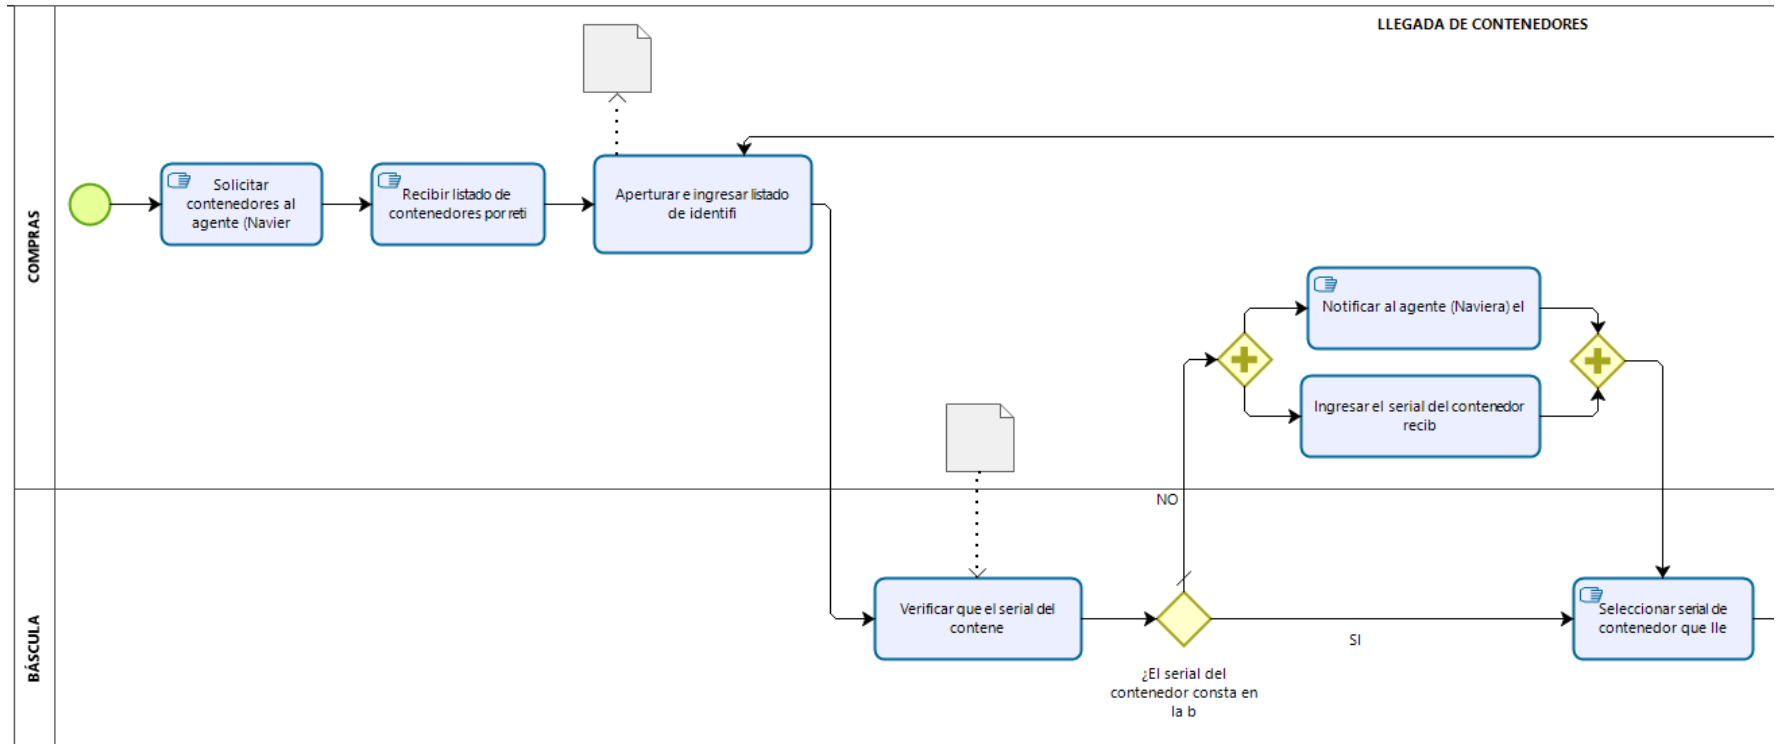 LLEGADA DE CONTENEDORES
COMPRAS
Solicitar
contenedores al
agente (Navier
Recibir listado de
contenedores por reti
Aperturar e ingresar listado
de identifi
Notificar al agente (Naviera) el
Ingresar el serial del contenedor
recib
NO
BÁSCULA
Verificar que el serial del
contene
¿El serial del
contenedor consta en
la b
SI
Seleccionar serial de
contenedor que lle